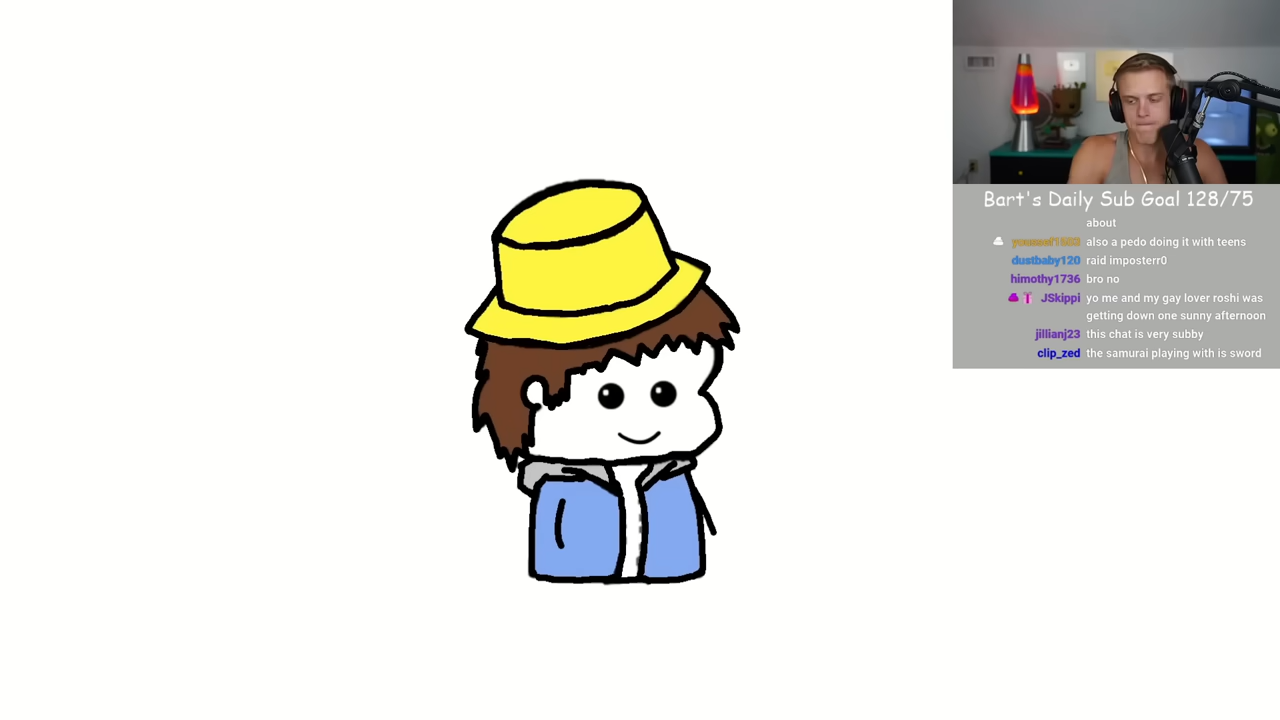 Bart's Daily Sub Goal 128/75
about
also a pedo doing it with teens
dustbaby120 raid imposterr0
himothy1736 bro no
JSkippi yo me and my gay lover roshi was
getting down one sunny afternoon
jillianj23 this chat is very subby
clip_zed the samurai playing with is sword